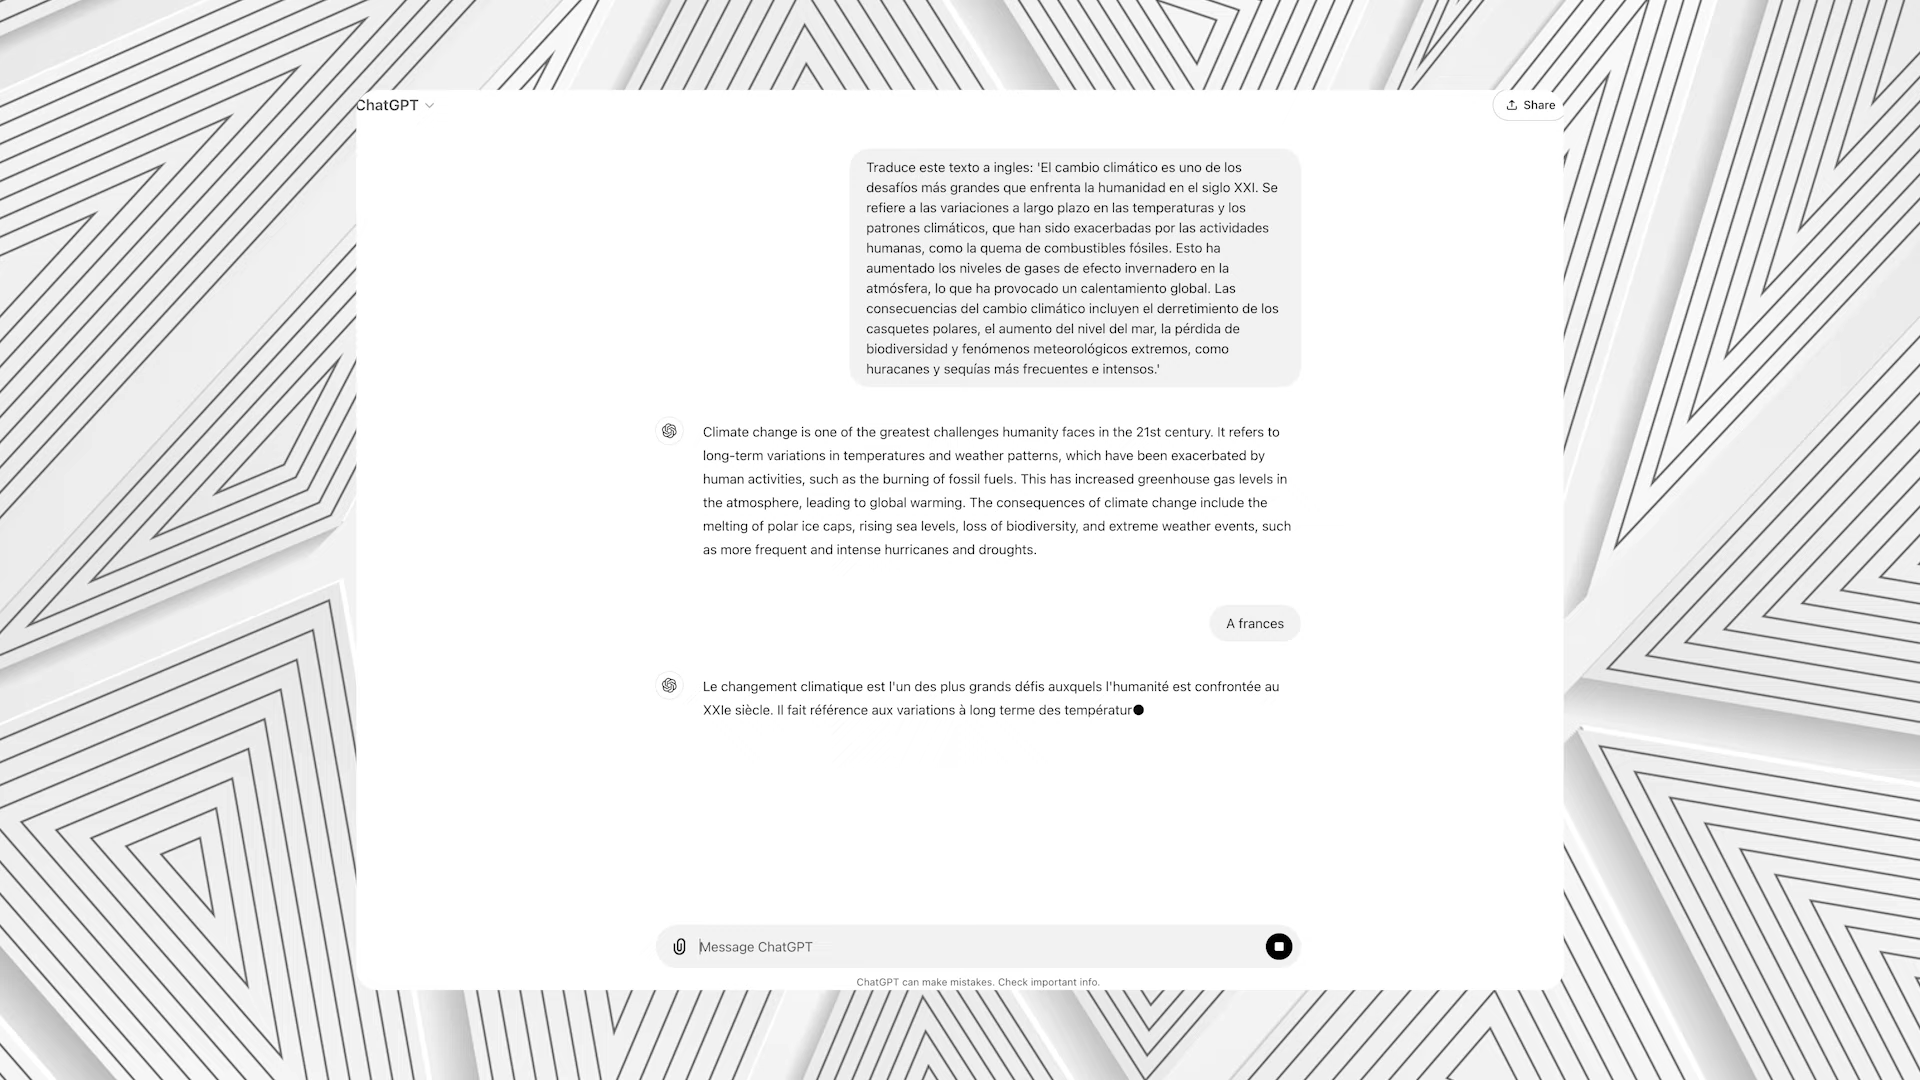 ChatGPT
Share
Traduce este texto a ingles: 'El cambio climático es uno de los
desafíos más grandes que enfrenta la humanidad en el siglo XXI. Se
refiere a las variaciones a largo plazo en las temperaturas y los
patrones climáticos, que han sido exacerbadas por las actividades
humanas, como la quema de combustibles fósiles. Esto ha
aumentado los niveles de gases de efecto invernadero en la
atmósfera, lo que ha provocado un calentamiento global. Las
consecuencias del cambio climático incluyen el derretimiento de los
casquetes polares, el aumento del nivel del mar, la pérdida de
biodiversidad y fenómenos meteorológicos extremos, como
huracanes y sequías más frecuentes e intensos.'
Climate change is one of the greatest challenges humanity faces in the 21st century. It refers to
long-term variations in temperatures and weather patterns, which have been exacerbated by
human activities, such as the burning of fossil fuels. This has increased greenhouse gas levels in
the atmosphere, leading to global warming. The consequences of climate change include the
melting of polar ice caps, rising sea levels, loss of biodiversity, and extreme weather events, such
as more frequent and intense hurricanes and droughts.
A frances
Le changement climatique est l'un des plus grands défis auxquels l'humanité est confrontée au
XXIe siècle. Il fait référence aux variations à long terme des températur
Message ChatGPT
ChatGPT can make mistakes. Check important info.